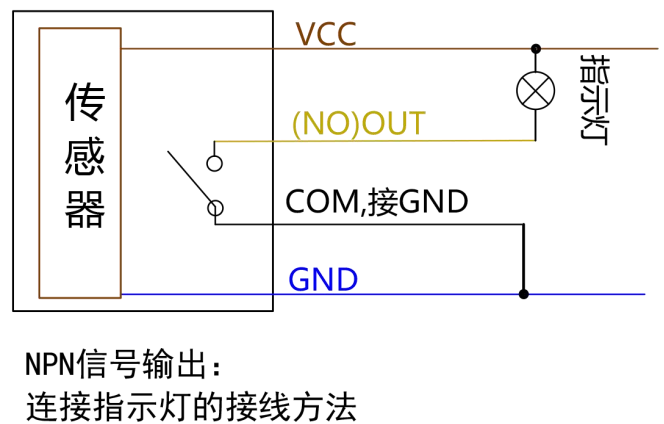 VCC
传感器
指示灯
(NO)OUT
COM,接GND
GND
NPN信号输出：
连接指示灯的接线方法